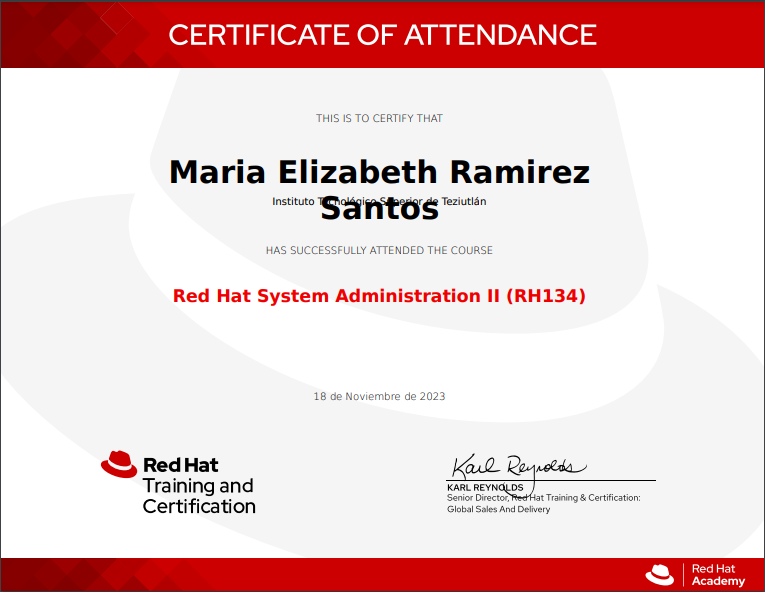 CERTIFICATE OF ATTENDANCE
THIS IS TO CERTIFY THAT
Maria Elizabeth Ramirez
Instituto Tecnológico Superior de Teziutlán
Santos
HAS SUCCESSFULLY ATTENDED THE COURSE
Red Hat System Administration II (RH134)
18 de Noviembre de 2023
Red Hat
Training and
Certification
Karl Reynolds
KARL REYNOLDS
Senior Director, Red Hat Training & Certification:
Global Sales And Delivery
Red Hat
Academy